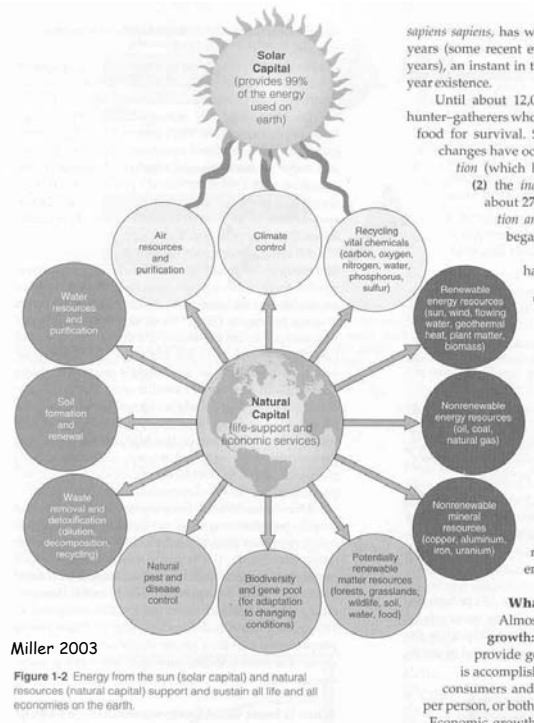 Solar
Capital
(provides 99%
of the energy
used on
earth)
Air
resources
and
purification
Climate
control
Recycling
vital chemicals
(carbon, oxygen,
nitrogen, water,
phosphorus,
sulfur)
Water
resources
and
purification
Renewable
energy resources
(sun, wind, flowing
water, geothermal
heat, plant matter,
biomass)
Soil
formation
and
renewal
Natural
Capital
(life-support and
economic services)
Nonrenewable
energy resources
(oil, coal,
natural gas)
Waste
removal and
detoxification
(dilution,
decomposition,
recycling)
Nonrenewable
mineral
resources
(copper, aluminum,
iron, uranium)
Natural
pest and
disease
control
Biodiversity
and gene pool
(for adaptation
to changing
conditions)
Potentially
renewable
matter resources
(forests, grasslands,
wildlife, soil,
water, food)
Miller 2003
Figure 1-2 Energy from the sun (solar capital) and natural
resources (natural capital) support and sustain all life and all
economies on the earth.
sapiens sapiens, has w
years (some recent e
years), an instant in t
year existence.
Until about 12,0
hunter–gatherers who
food for survival. S
changes have oc
tion (which
(2) the in
about 27
tion a
bega
ha
r
e
Wha
Almos
growth:
provide g
is accomplis
consumers and
per person, or both
Economic growth